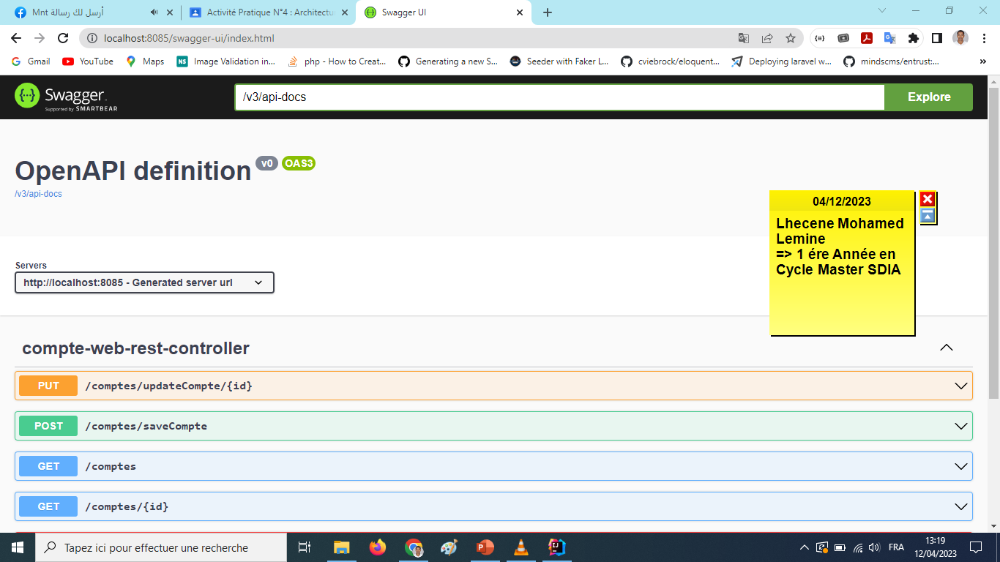 Mnt أرسل لك رسالة
Activité Pratique N°4 : Architectu
Swagger UI
localhost:8085/swagger-ui/index.html
Gmail
YouTube
Maps
Image Validation in...
php - How to Creat...
Generating a new S...
Seeder with Faker L...
cviebrock/eloquent...
Deploying laravel w...
mindscms/entrust:...
»
Swagger.
Supported by SMARTBEAR
/v3/api-docs
Explore
OpenAPI definition v0 OAS3
/v3/api-docs
04/12/2023
Lhecene Mohamed
Lemine
=> 1 ére Année en
Cycle Master SDIA
Servers
http://localhost:8085 - Generated server url
compte-web-rest-controller
PUT /comptes/updateCompte/{id}
POST /comptes/saveCompte
GET /comptes
GET /comptes/{id}
Tapez ici pour effectuer une recherche
FRA
13:19
12/04/2023